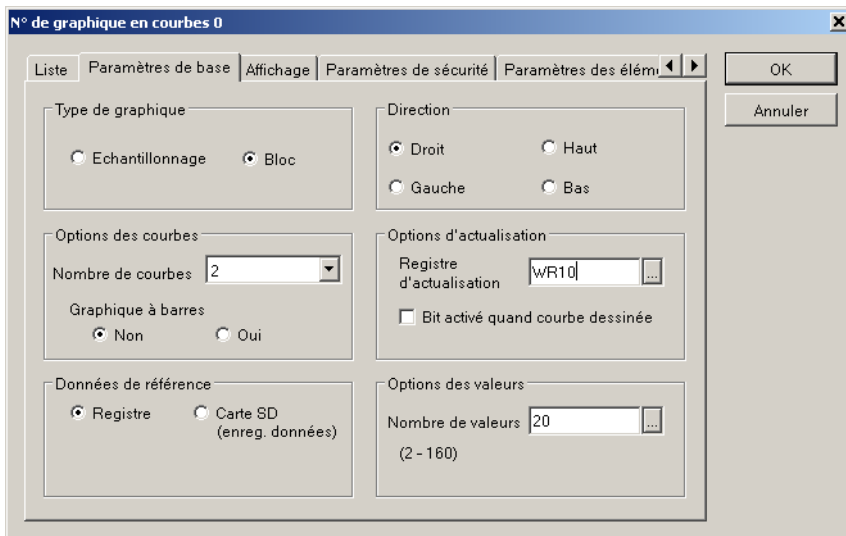 N° de graphique en courbes 0
Liste
Paramètres de base
Affichage
Paramètres de sécurité
Paramètres des élém
OK
Annuler
Type de graphique
Echantillonnage
Bloc
Direction
Droit
Haut
Gauche
Bas
Options des courbes
Nombre de courbes 2
Graphique à barres
Non
Oui
Options d'actualisation
Registre
d'actualisation
WR10
...
Bit activé quand courbe dessinée
Données de référence
Registre
Carte SD
(enreg. données)
Options des valeurs
Nombre de valeurs 20 ...
(2 - 160)